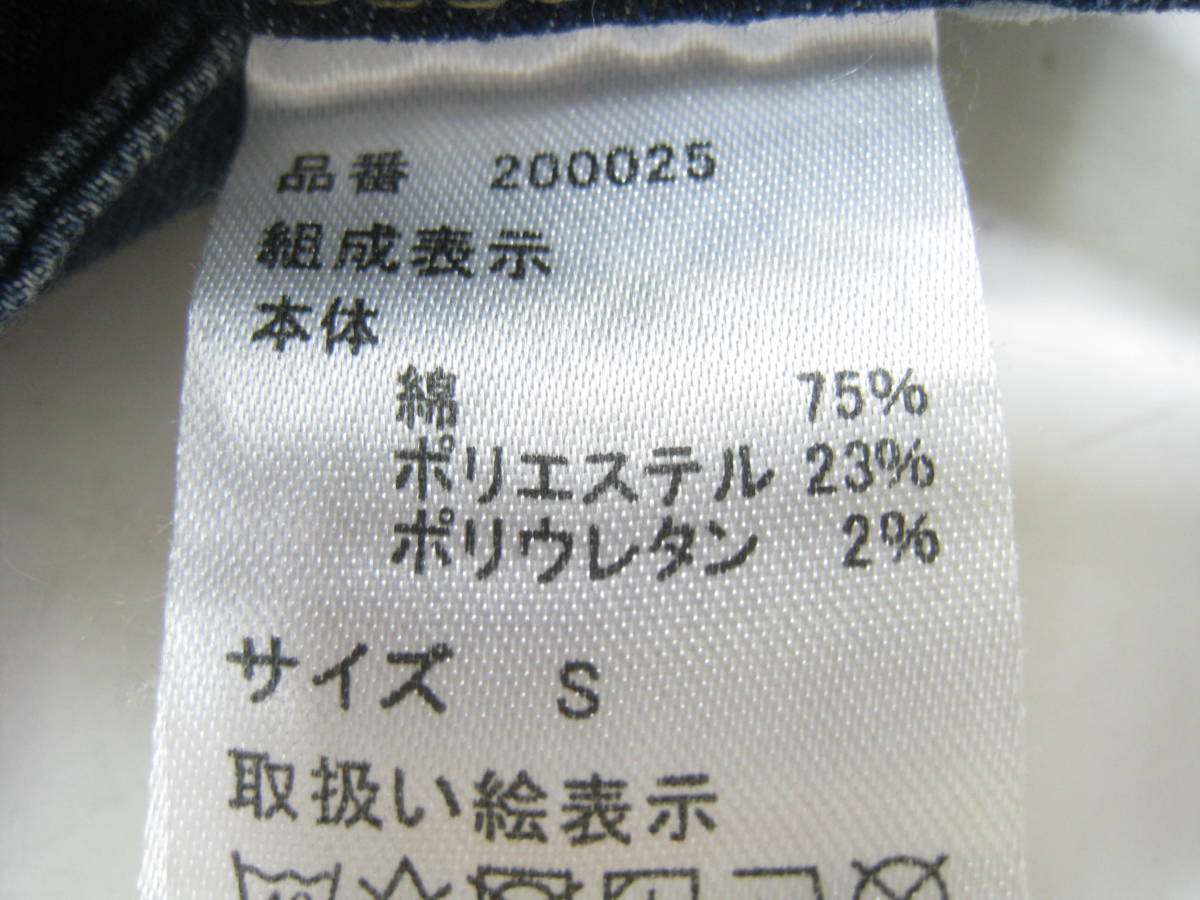 品番 200025
組成表示
本体
綿 75%
ポリエステル 23%
ポリウレタン 2%
サイズ S
取扱い絵表示